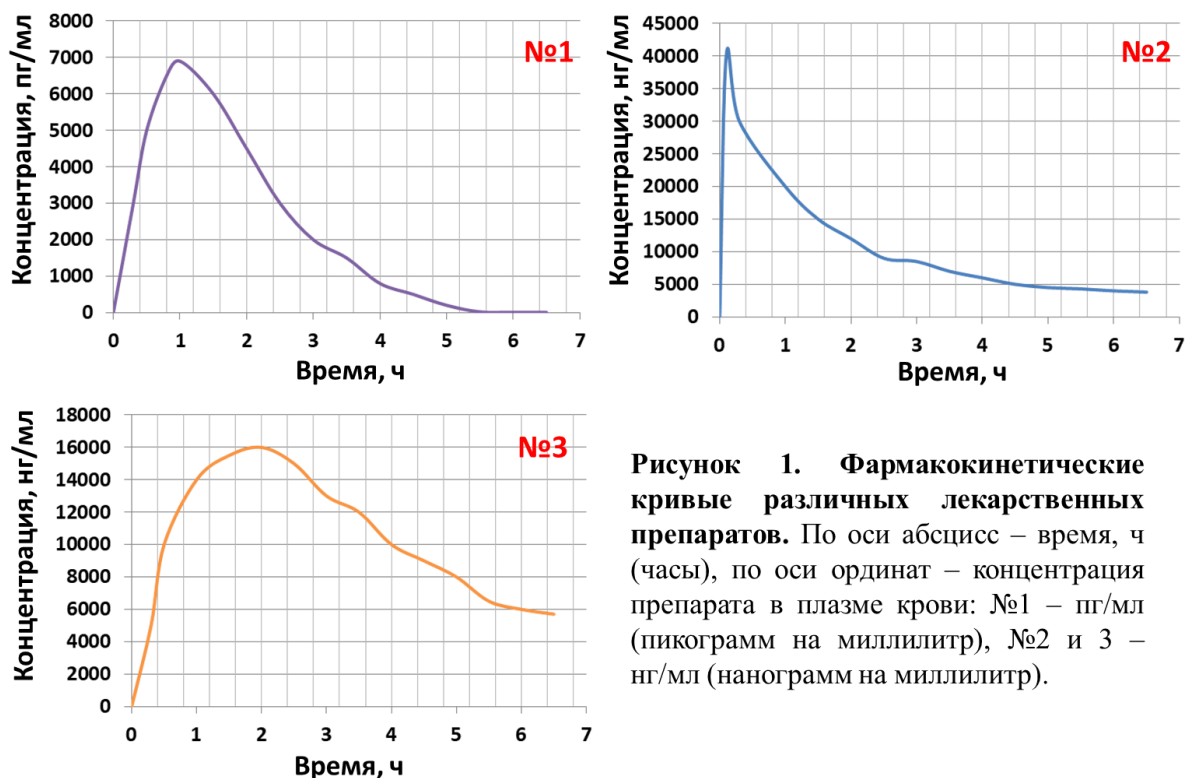 №1
Концентрация, пг/мл
8000
7000
6000
5000
4000
3000
2000
1000
0
0 1 2 3 4 5 6 7
Время, ч
№2
Концентрация, нг/мл
45000
40000
35000
30000
25000
20000
15000
10000
5000
0
0 1 2 3 4 5 6 7
Время, ч
№3
Концентрация, нг/мл
18000
16000
14000
12000
10000
8000
6000
4000
2000
0
0 1 2 3 4 5 6 7
Время, ч
Рисунок 1. Фармакокинетические
кривые различных лекарственных
препаратов. По оси абсцисс – время, ч
(часы), по оси ординат – концентрация
препарата в плазме крови: №1 – пг/мл
(пикограмм на миллилитр), №2 и 3 –
нг/мл (нанограмм на миллилитр).